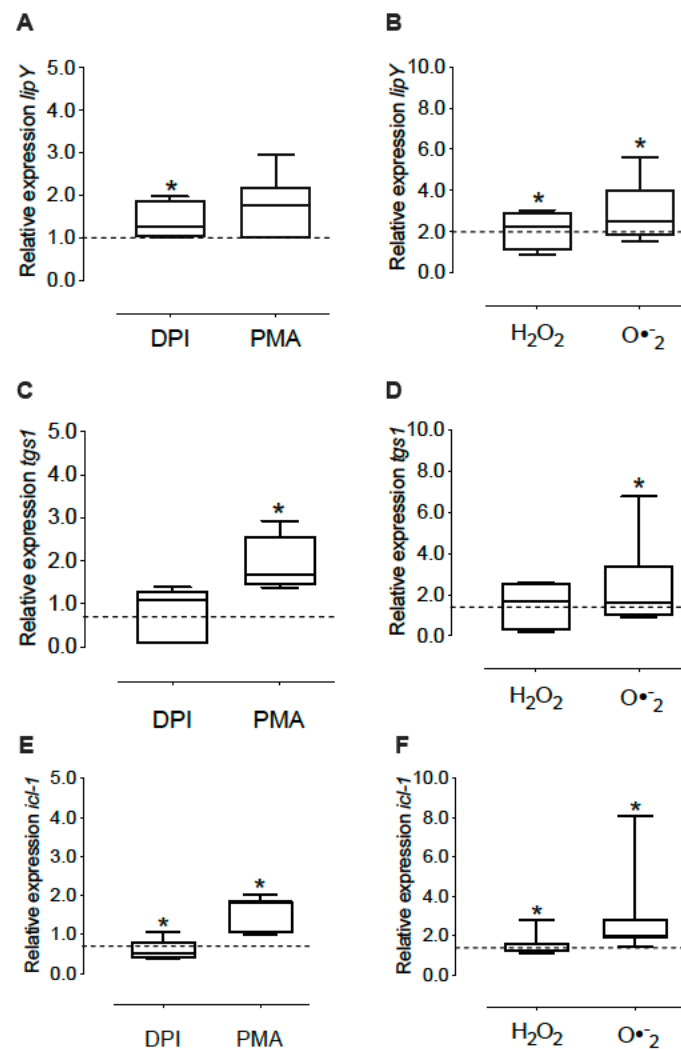 A
Relative expression lipY
5.0
4.0
3.0
2.0
1.0
0.0
*
DPI
PMA
B
Relative expression lipY
10.0
8.0
6.0
4.0
2.0
0.0
*
*
H₂O₂
O•⁻₂
C
Relative expression tgs1
5.0
4.0
3.0
2.0
1.0
0.0
*
DPI
PMA
D
Relative expression tgs1
10.0
8.0
6.0
4.0
2.0
0.0
*
H₂O₂
O•⁻₂
E
Relative expression icl-1
5.0
4.0
3.0
2.0
1.0
0.0
*
*
DPI
PMA
F
Relative expression icl-1
10.0
8.0
6.0
4.0
2.0
0.0
*
*
H₂O₂
O•⁻₂